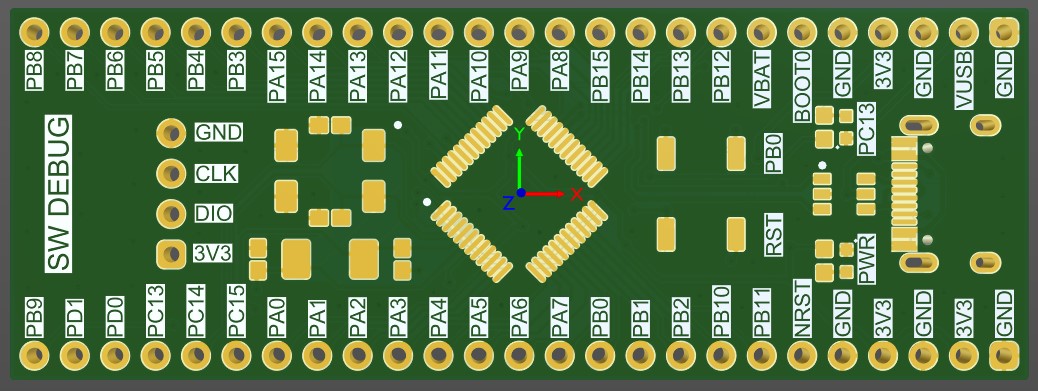 PB8 PB7 PB6 PB5 PB4 PB3 PA15 PA14 PA13 PA12 PA11 PA10 PA9 PA8 PB15 PB14 PB13 PB12 VBAT BOOT0 GND 3V3 GND VUSB GND
SW DEBUG
GND
CLK
DIO
3V3
Y
X
Z
PB0
RST
PC13
PWR
PB9 PD1 PD0 PC13 PC14 PC15 PA0 PA1 PA2 PA3 PA4 PA5 PA6 PA7 PB0 PB1 PB2 PB10 PB11 NRST GND 3V3 GND 3V3 GND